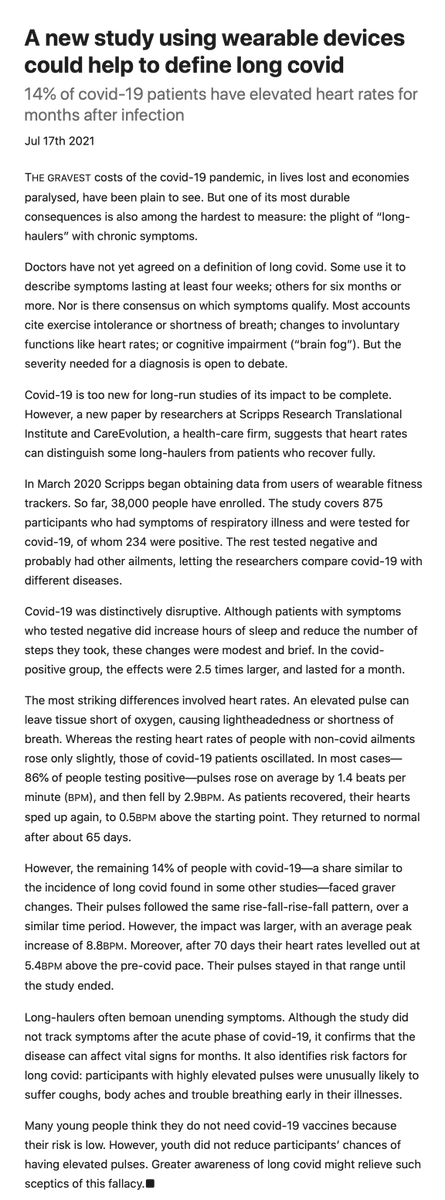 A new study using wearable devices
could help to define long covid
14% of covid-19 patients have elevated heart rates for
months after infection
Jul 17th 2021
THE GRAVEST costs of the covid-19 pandemic, in lives lost and economies
paralysed, have been plain to see. But one of its most durable
consequences is also among the hardest to measure: the plight of “long-
haulers” with chronic symptoms.
Doctors have not yet agreed on a definition of long covid. Some use it to
describe symptoms lasting at least four weeks; others for six months or
more. Nor is there consensus on which symptoms qualify. Most accounts
cite exercise intolerance or shortness of breath; changes to involuntary
functions like heart rates; or cognitive impairment (“brain fog”). But the
severity needed for a diagnosis is open to debate.
Covid-19 is too new for long-run studies of its impact to be complete.
However, a new paper by researchers at Scripps Research Translational
Institute and CareEvolution, a health-care firm, suggests that heart rates
can distinguish some long-haulers from patients who recover fully.
In March 2020 Scripps began obtaining data from users of wearable fitness
trackers. So far, 38,000 people have enrolled. The study covers 875
participants who had symptoms of respiratory illness and were tested for
covid-19, of whom 234 were positive. The rest tested negative and
probably had other ailments, letting the researchers compare covid-19 with
different diseases.
Covid-19 was distinctively disruptive. Although patients with symptoms
who tested negative did increase hours of sleep and reduce the number of
steps they took, these changes were modest and brief. In the covid-
positive group, the effects were 2.5 times larger, and lasted for a month.
The most striking differences involved heart rates. An elevated pulse can
leave tissue short of oxygen, causing lightheadedness or shortness of
breath. Whereas the resting heart rates of people with non-covid ailments
rose only slightly, those of covid-19 patients oscillated. In most cases—
86% of people testing positive—pulses rose on average by 1.4 beats per
minute (BPM), and then fell by 2.9BPM. As patients recovered, their hearts
sped up again, to 0.5BPM above the starting point. They returned to normal
after about 65 days.
However, the remaining 14% of people with covid-19—a share similar to
the incidence of long covid found in some other studies—faced graver
changes. Their pulses followed the same rise-fall-rise-fall pattern, over a
similar time period. However, the impact was larger, with an average peak
increase of 8.8BPM. Moreover, after 70 days their heart rates levelled out at
5.4BPM above the pre-covid pace. Their pulses stayed in that range until
the study ended.
Long-haulers often bemoan unending symptoms. Although the study did
not track symptoms after the acute phase of covid-19, it confirms that the
disease can affect vital signs for months. It also identifies risk factors for
long covid: participants with highly elevated pulses were unusually likely to
suffer coughs, body aches and trouble breathing early in their illnesses.
Many young people think they do not need covid-19 vaccines because
their risk is low. However, youth did not reduce participants’ chances of
having elevated pulses. Greater awareness of long covid might relieve such
sceptics of this fallacy.■